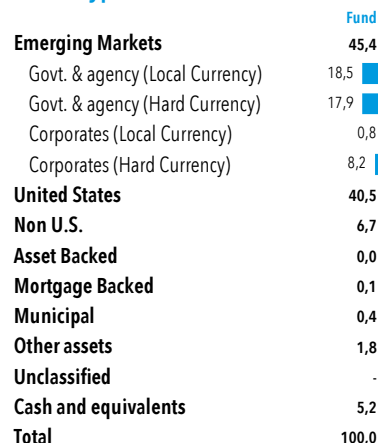 Fund
Emerging Markets 45,4
Govt. & agency (Local Currency) 18,5
Govt. & agency (Hard Currency) 17,9
Corporates (Local Currency) 0,8
Corporates (Hard Currency) 8,2
United States 40,5
Non U.S. 6,7
Asset Backed 0,0
Mortgage Backed 0,1
Municipal 0,4
Other assets 1,8
Unclassified -
Cash and equivalents 5,2
Total 100,0